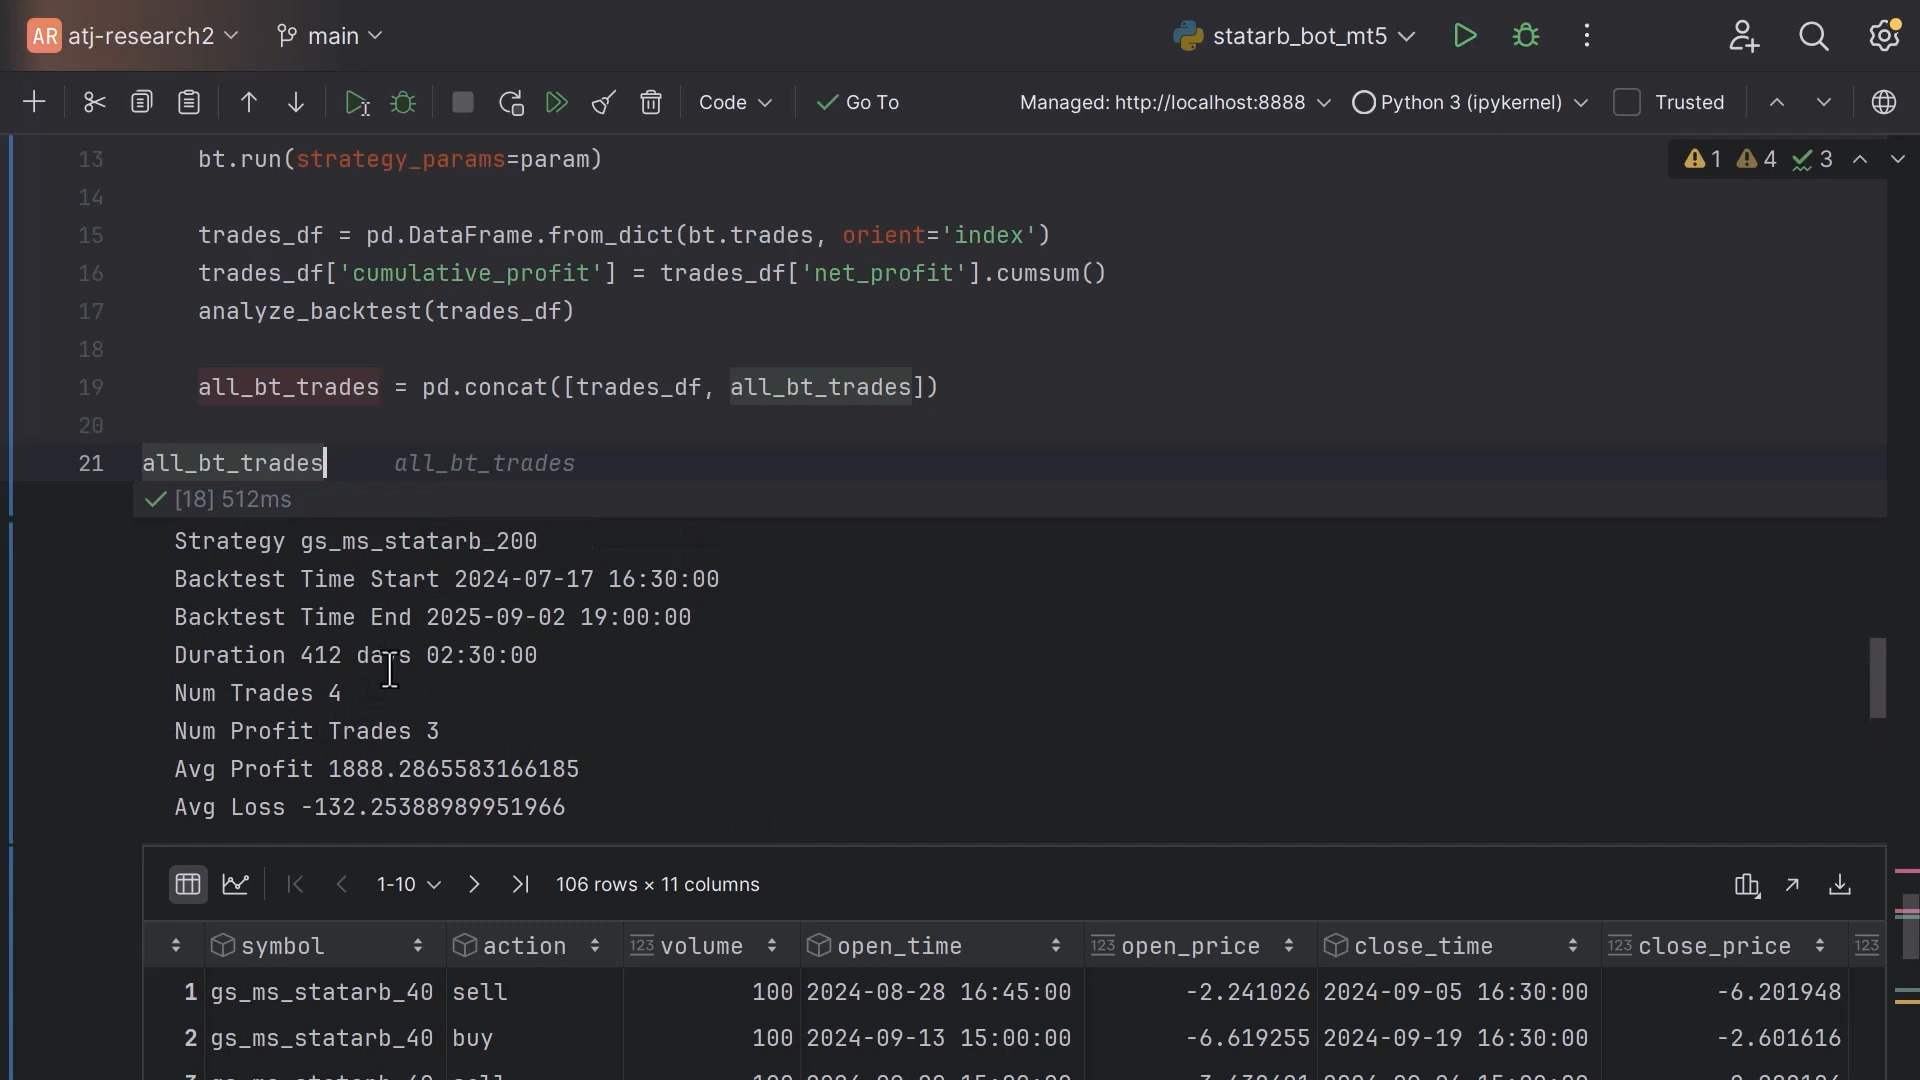 AR atj-research2 main statarb_bot_mt5
Code Go To Managed: http://localhost:8888 Python 3 (ipykernel) Trusted
13 bt.run(strategy_params=param)
1 4 3
14
15 trades_df = pd.DataFrame.from_dict(bt.trades, orient='index')
16 trades_df['cumulative_profit'] = trades_df['net_profit'].cumsum()
17 analyze_backtest(trades_df)
18
19 all_bt_trades = pd.concat([trades_df, all_bt_trades])
20
21 all_bt_trades all_bt_trades
[18] 512ms
Strategy gs_ms_statarb_200
Backtest Time Start 2024-07-17 16:30:00
Backtest Time End 2025-09-02 19:00:00
Duration 412 days 02:30:00
Num Trades 4
Num Profit Trades 3
Avg Profit 1888.2865583166185
Avg Loss -132.25388989951966
1-10 106 rows × 11 columns
symbol action 123 volume open_time 123 open_price close_time 123 close_price 123
1 gs_ms_statarb_40 sell 100 2024-08-28 16:45:00 -2.241026 2024-09-05 16:30:00 -6.201948
2 gs_ms_statarb_40 buy 100 2024-09-13 15:00:00 -6.619255 2024-09-19 16:30:00 -2.601616